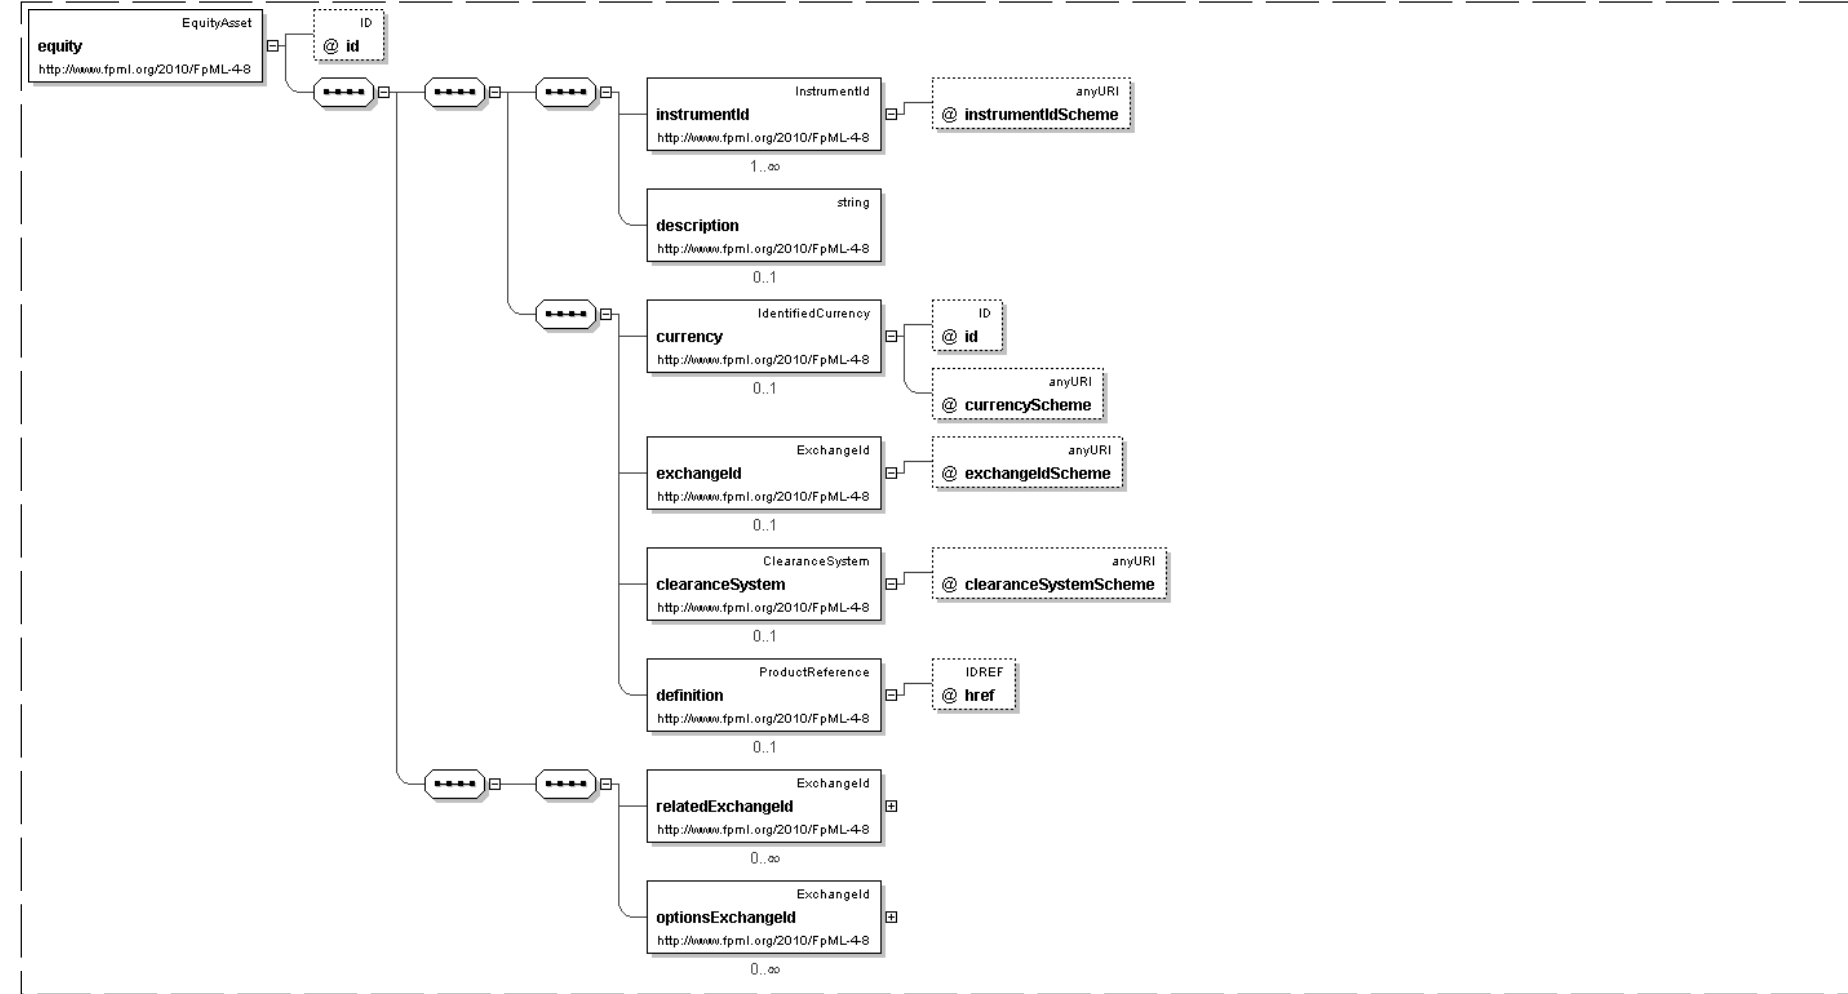 EquityAsset
equity
http://www.fpml.org/2010/FpML-4-8
ID
@ id
InstrumentId
instrumentId
http://www.fpml.org/2010/FpML-4-8
1..∞
anyURI
@ instrumentIdScheme
string
description
http://www.fpml.org/2010/FpML-4-8
0..1
IdentifiedCurrency
currency
http://www.fpml.org/2010/FpML-4-8
0..1
ID
@ id
anyURI
@ currencyScheme
ExchangeId
exchangeId
http://www.fpml.org/2010/FpML-4-8
0..1
anyURI
@ exchangeIdScheme
ClearanceSystem
clearanceSystem
http://www.fpml.org/2010/FpML-4-8
0..1
anyURI
@ clearanceSystemScheme
ProductReference
definition
http://www.fpml.org/2010/FpML-4-8
0..1
IDREF
@ href
ExchangeId
relatedExchangeId
http://www.fpml.org/2010/FpML-4-8
0..∞
ExchangeId
optionsExchangeId
http://www.fpml.org/2010/FpML-4-8
0..∞